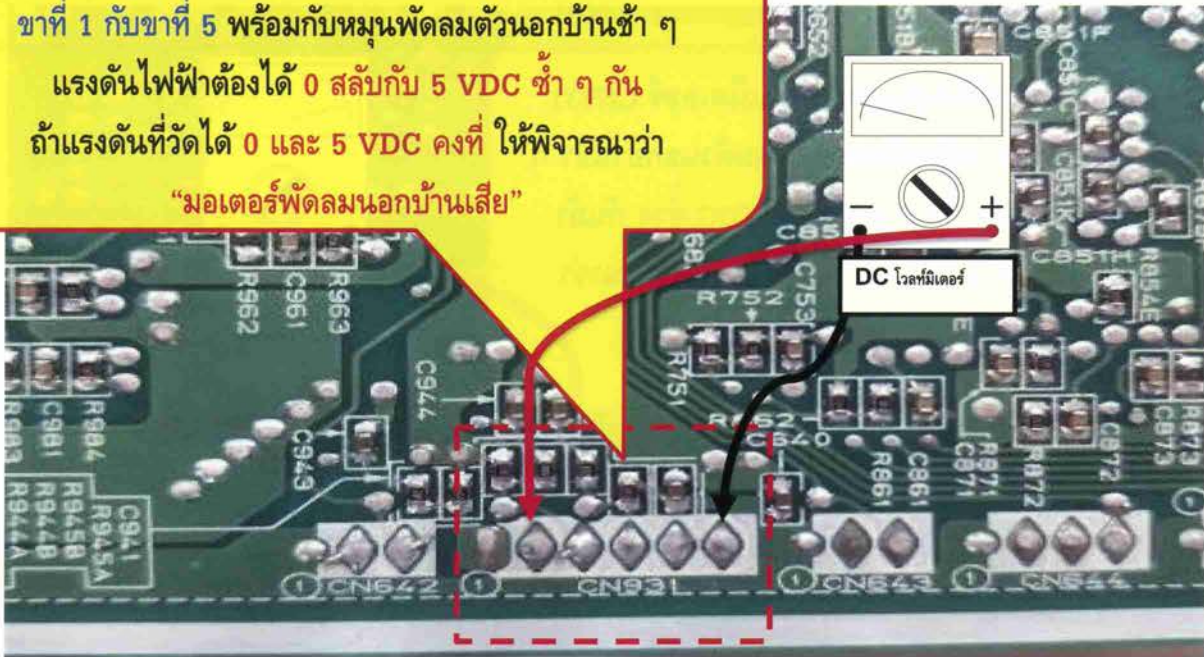 ขาที่ 1 กับขาที่ 5 พร้อมกับหมุนพัดลมตัวนอกบ้านช้า ๆ
แรงดันไฟฟ้าต้องได้ 0 สลับกับ 5 VDC ซ้ำ ๆ กัน
ถ้าแรงดันที่วัดได้ 0 และ 5 VDC คงที่ ให้พิจารณาว่า
“มอเตอร์พัดลมนอกบ้านเสีย”
R652
C851F
C851G
C851K
− +
C851H
DC โวลท์มิเตอร์
R854E
R962
C961
R963
R752
C753
R751
C944
R662
C640
R983
C981
R984
C943
R861
C861
C871
R871
R872
C872
C873
R873
R944A
R944B
R945B
R945A
C941
1 CN642
1 CN931
1 CN643
1 CN644